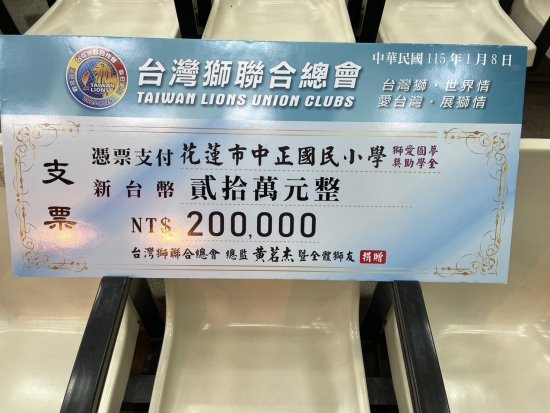 台灣獅聯合總會
TAIWAN LIONS UNION CLUBS
中華民國 115 年 1 月 8 日
台灣獅・世界情
愛台灣・展獅情
支票
憑票支付 花蓮市中正國民小學 獅愛圓夢 獎助學金
新台幣 貳拾萬元整
NT$ 200,000
台灣獅聯合總會 總監 黃茗杰 暨全體獅友 捐贈